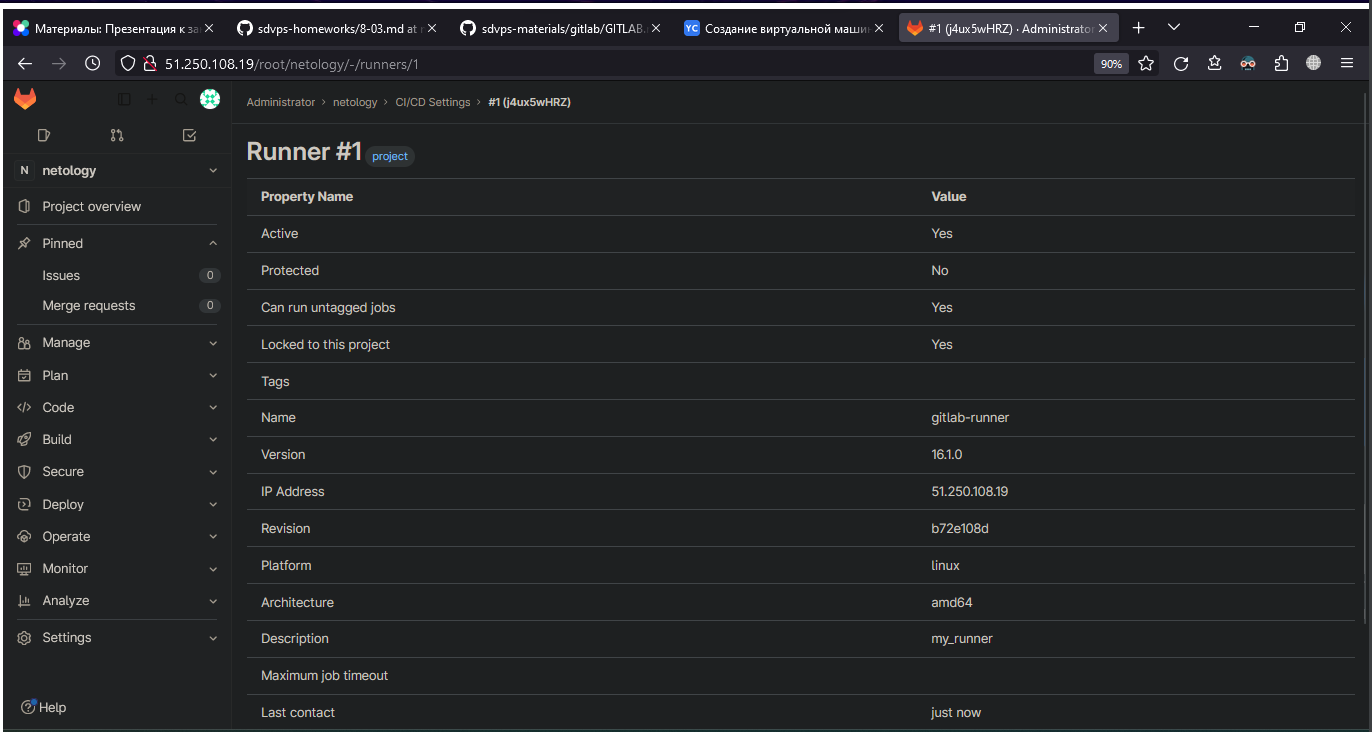 Материалы: Презентация к за
sdvps-homeworks/8-03.md at
sdvps-materials/gitlab/GITLAB.
YC Создание виртуальной машин
#1 (j4ux5wHRZ) · Administrator
51.250.108.19/root/netology/-/runners/1
90%
Administrator › netology › CI/CD Settings › #1 (j4ux5wHRZ)
Runner #1 project
N netology
Project overview
Pinned
Issues 0
Merge requests 0
Manage
Plan
Code
Build
Secure
Deploy
Operate
Monitor
Analyze
Settings
Help
Property Name Value
Active Yes
Protected No
Can run untagged jobs Yes
Locked to this project Yes
Tags
Name gitlab-runner
Version 16.1.0
IP Address 51.250.108.19
Revision b72e108d
Platform linux
Architecture amd64
Description my_runner
Maximum job timeout
Last contact just now